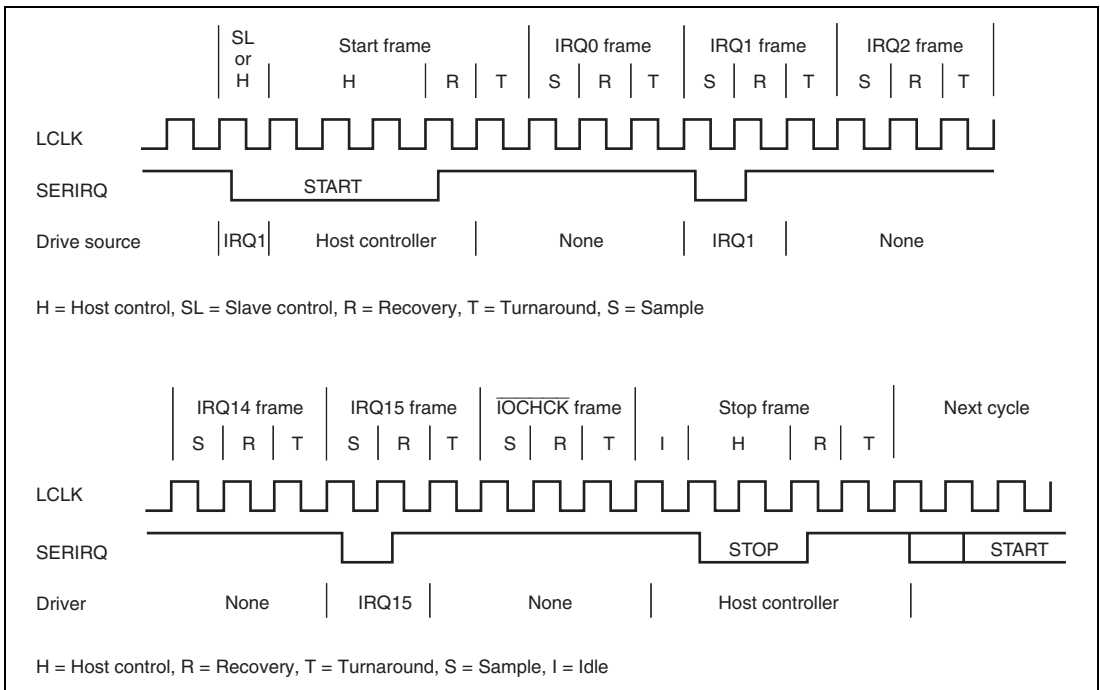 SL
or
H
Start frame
IRQ0 frame
IRQ1 frame
IRQ2 frame
H R T S R T S R T S R T
LCLK
SERIRQ
START
Drive source
IRQ1
Host controller
None
IRQ1
None
H = Host control, SL = Slave control, R = Recovery, T = Turnaround, S = Sample
IRQ14 frame
IRQ15 frame
IOCHCK frame
Stop frame
Next cycle
S R T S R T S R T I H R T
LCLK
SERIRQ
STOP
START
Driver
None
IRQ15
None
Host controller
H = Host control, R = Recovery, T = Turnaround, S = Sample, I = Idle